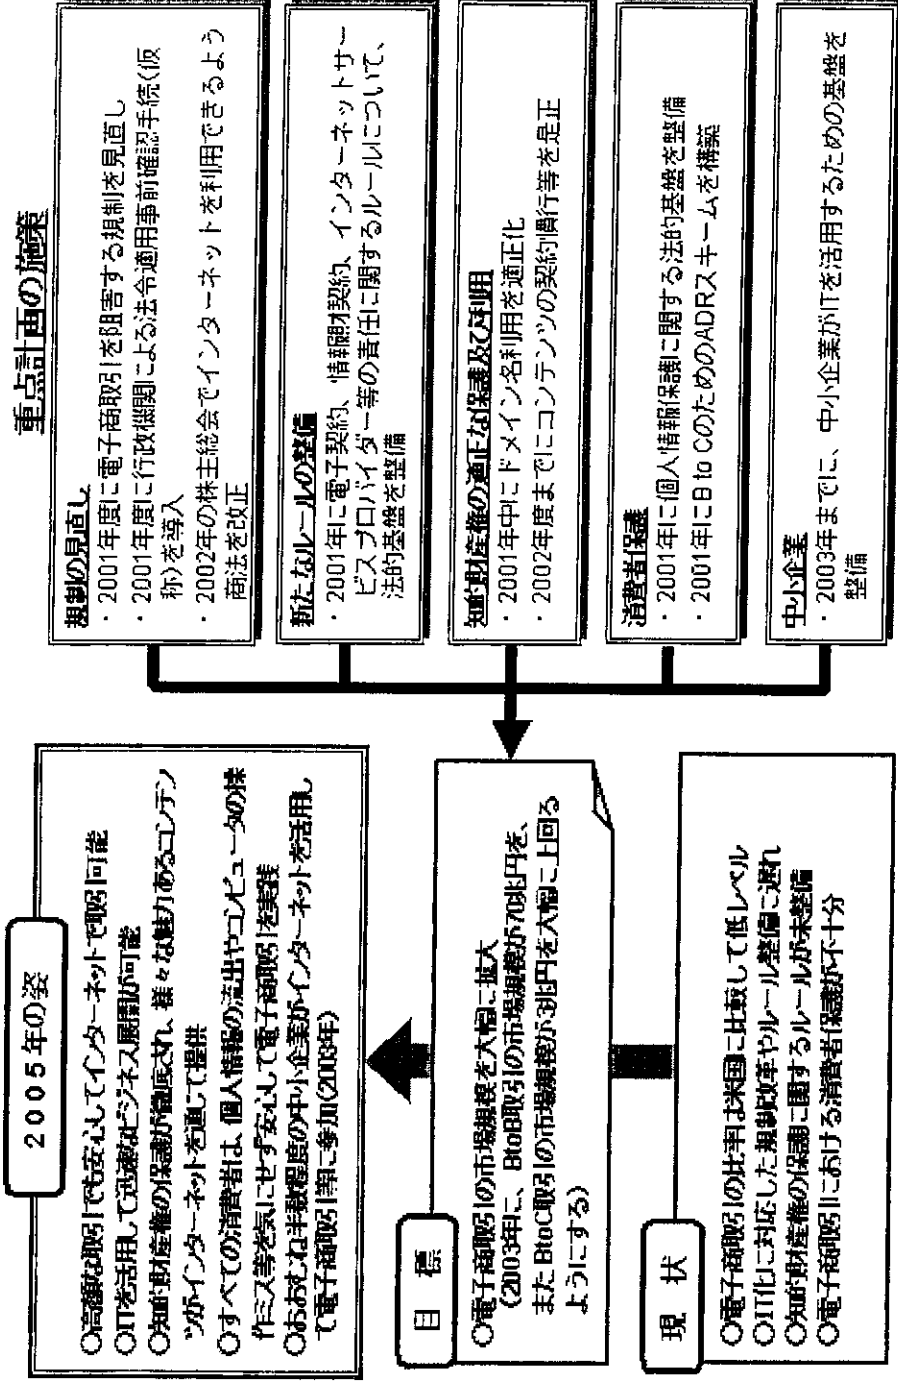 2005年の姿
○高額な取引でも安心してインターネットで取引可能
○ITを活用して迅速なビジネス展開が可能
○知的財産権の保護が徹底され、様々な魅力あるコンテン
ツがインターネットを通じて提供
○すべての消費者は、個人情報の流出やコンピュータの操
作ミス等を気にせず安心して電子商取引を実践
○おおむね半数程度の中小企業がインターネットを活用し
て電子商取引等に参加(2003年)
目 標
○電子商取引の市場規模を大幅に拡大
(2003年に、BtoB取引の市場規模が70兆円を、
また BtoC取引の市場規模が3兆円を大幅に上回る
ようにする)
現 状
○電子商取引の比率は米国に比較して低レベル
○IT化に対応した規制改革やルール整備に遅れ
○知的財産権の保護に関するルールが未整備
○電子商取引における消費者保護が不十分
重点計画の施策
規制の見直し
・2001年度に電子商取引を阻害する規制を見直し
・2001年度に行政機関による法令適用事前確認手続(仮
称)を導入
・2002年の株主総会でインターネットを利用できるよう
商法を改正
新たなルールの整備
・2001年に電子契約、情報財契約、インターネットサー
ビスプロバイダー等の責任に関するルールについて、
法的基盤を整備
知的財産権の適正な保護及び利用
・2001年中にドメイン名利用を適正化
・2002年度までにコンテンツの契約慣行等を是正
消費者保護
・2001年に個人情報保護に関する法的基盤を整備
・2001年にB to CのためのADRスキームを構築
中小企業
・2003年までに、中小企業がITを活用するための基盤を
整備